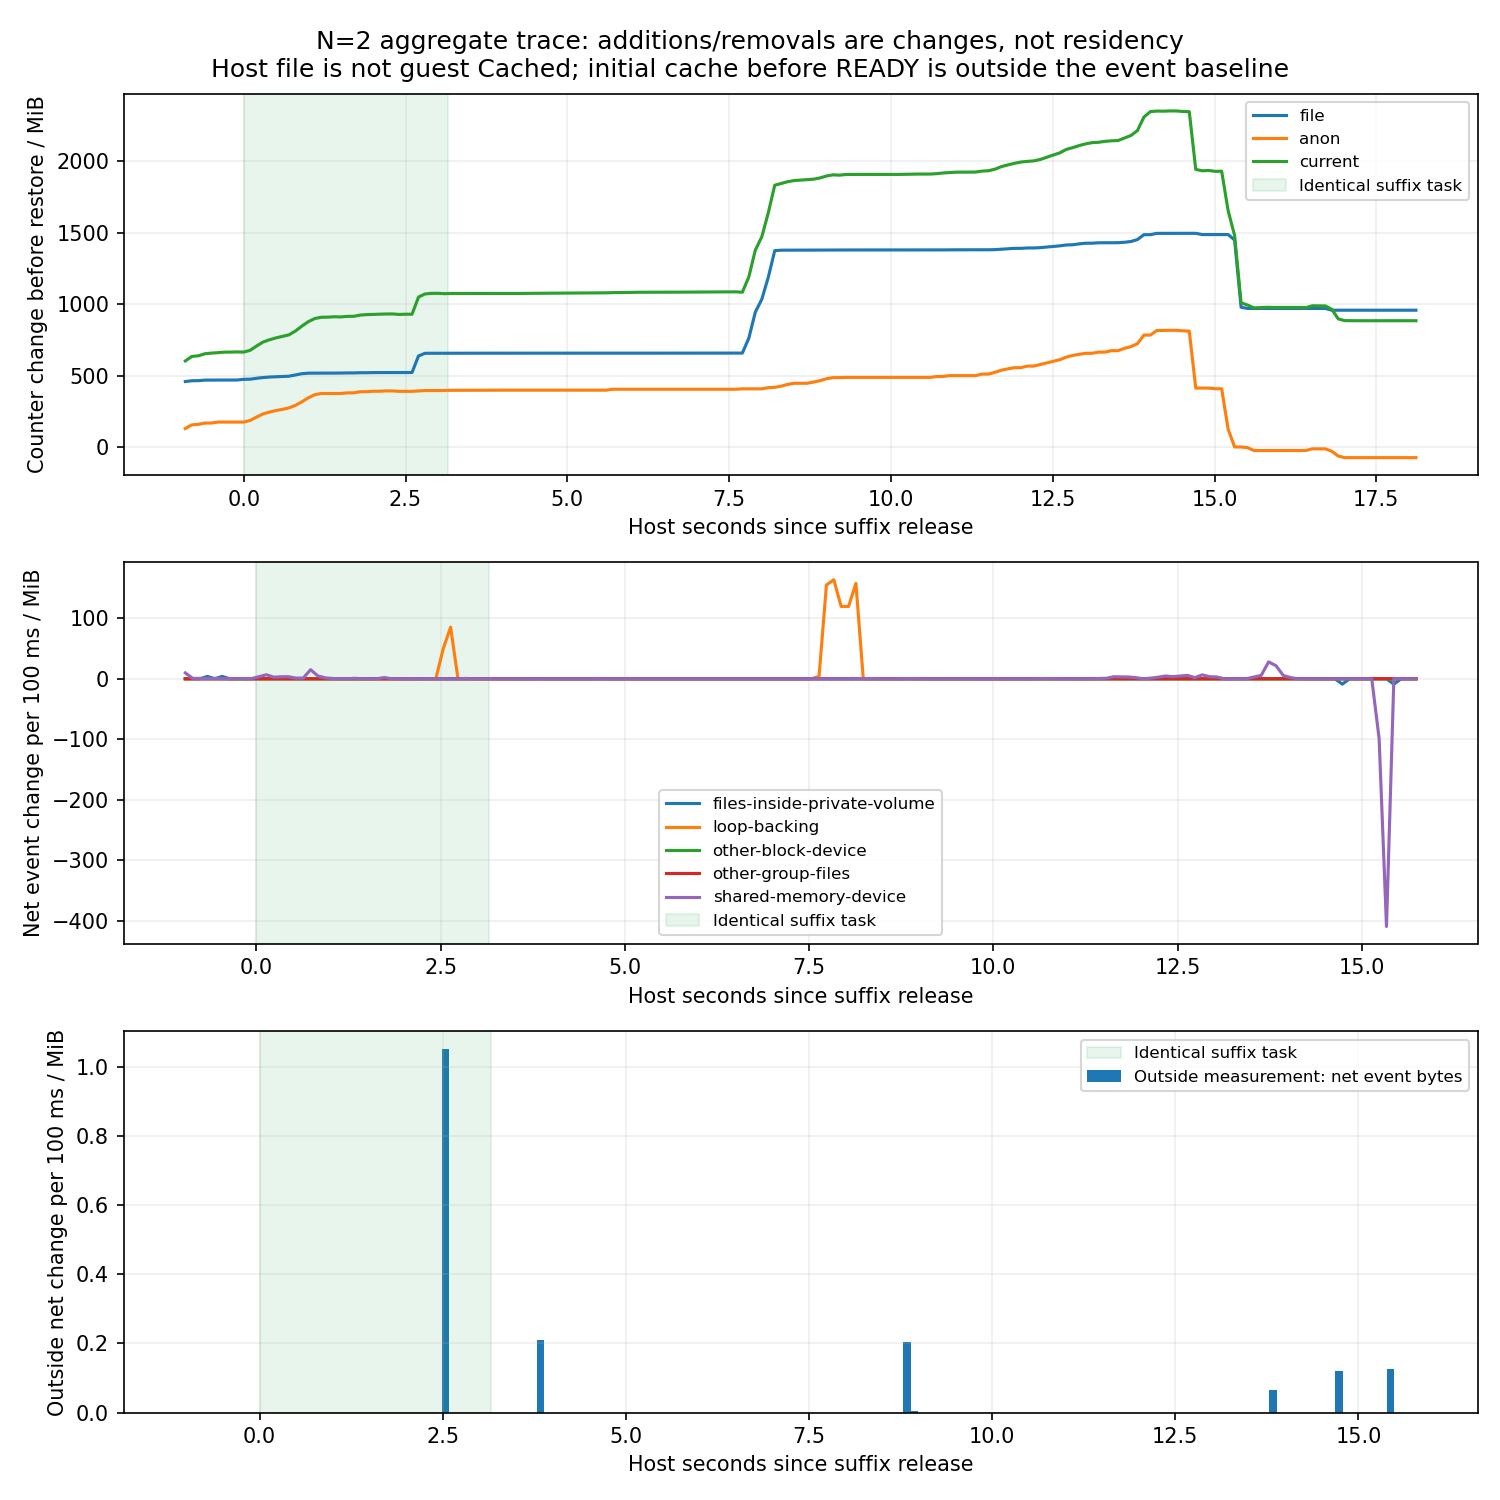 N=2 aggregate trace: additions/removals are changes, not residency
Host file is not guest Cached; initial cache before READY is outside the event baseline
Counter change before restore / MiB
2000
1500
1000
500
0
file
anon
current
Identical suffix task
0.0 2.5 5.0 7.5 10.0 12.5 15.0 17.5
Host seconds since suffix release
Net event change per 100 ms / MiB
100
0
−100
−200
−300
−400
files-inside-private-volume
loop-backing
other-block-device
other-group-files
shared-memory-device
Identical suffix task
0.0 2.5 5.0 7.5 10.0 12.5 15.0
Host seconds since suffix release
Outside net change per 100 ms / MiB
1.0
0.8
0.6
0.4
0.2
0.0
Identical suffix task
Outside measurement: net event bytes
0.0 2.5 5.0 7.5 10.0 12.5 15.0
Host seconds since suffix release